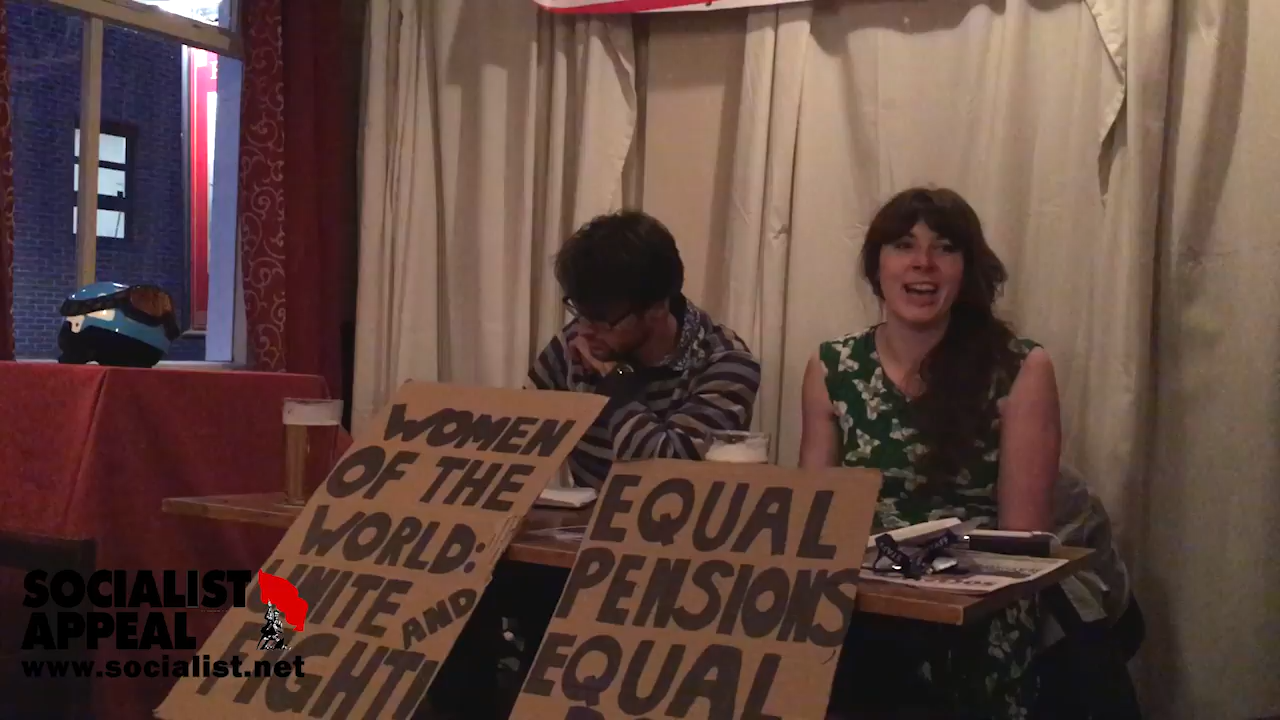 WOMEN
OF THE
WORLD:
UNITE
AND
FIGHT!
EQUAL
PENSIONS
EQUAL
SOCIALIST
APPEAL
www.socialist.net